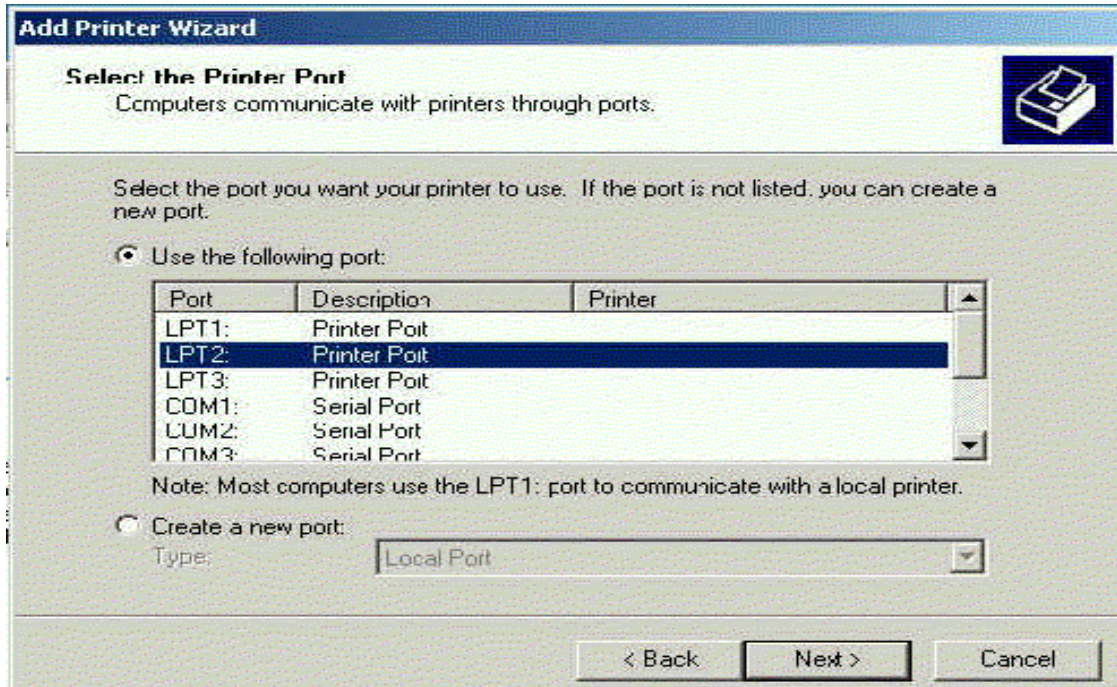 Add Printer Wizard
Select the Printer Port
Computers communicate with printers through ports.
Select the port you want your printer to use. If the port is not listed, you can create a
new port.
Use the following port:
Port Description Printer
LPT1: Printer Port
LPT2: Printer Port
LPT3: Printer Port
COM1: Serial Port
COM2: Serial Port
COM3: Serial Port
Note: Most computers use the LPT1: port to communicate with a local printer.
Create a new port:
Type: Local Port
< Back Next > Cancel